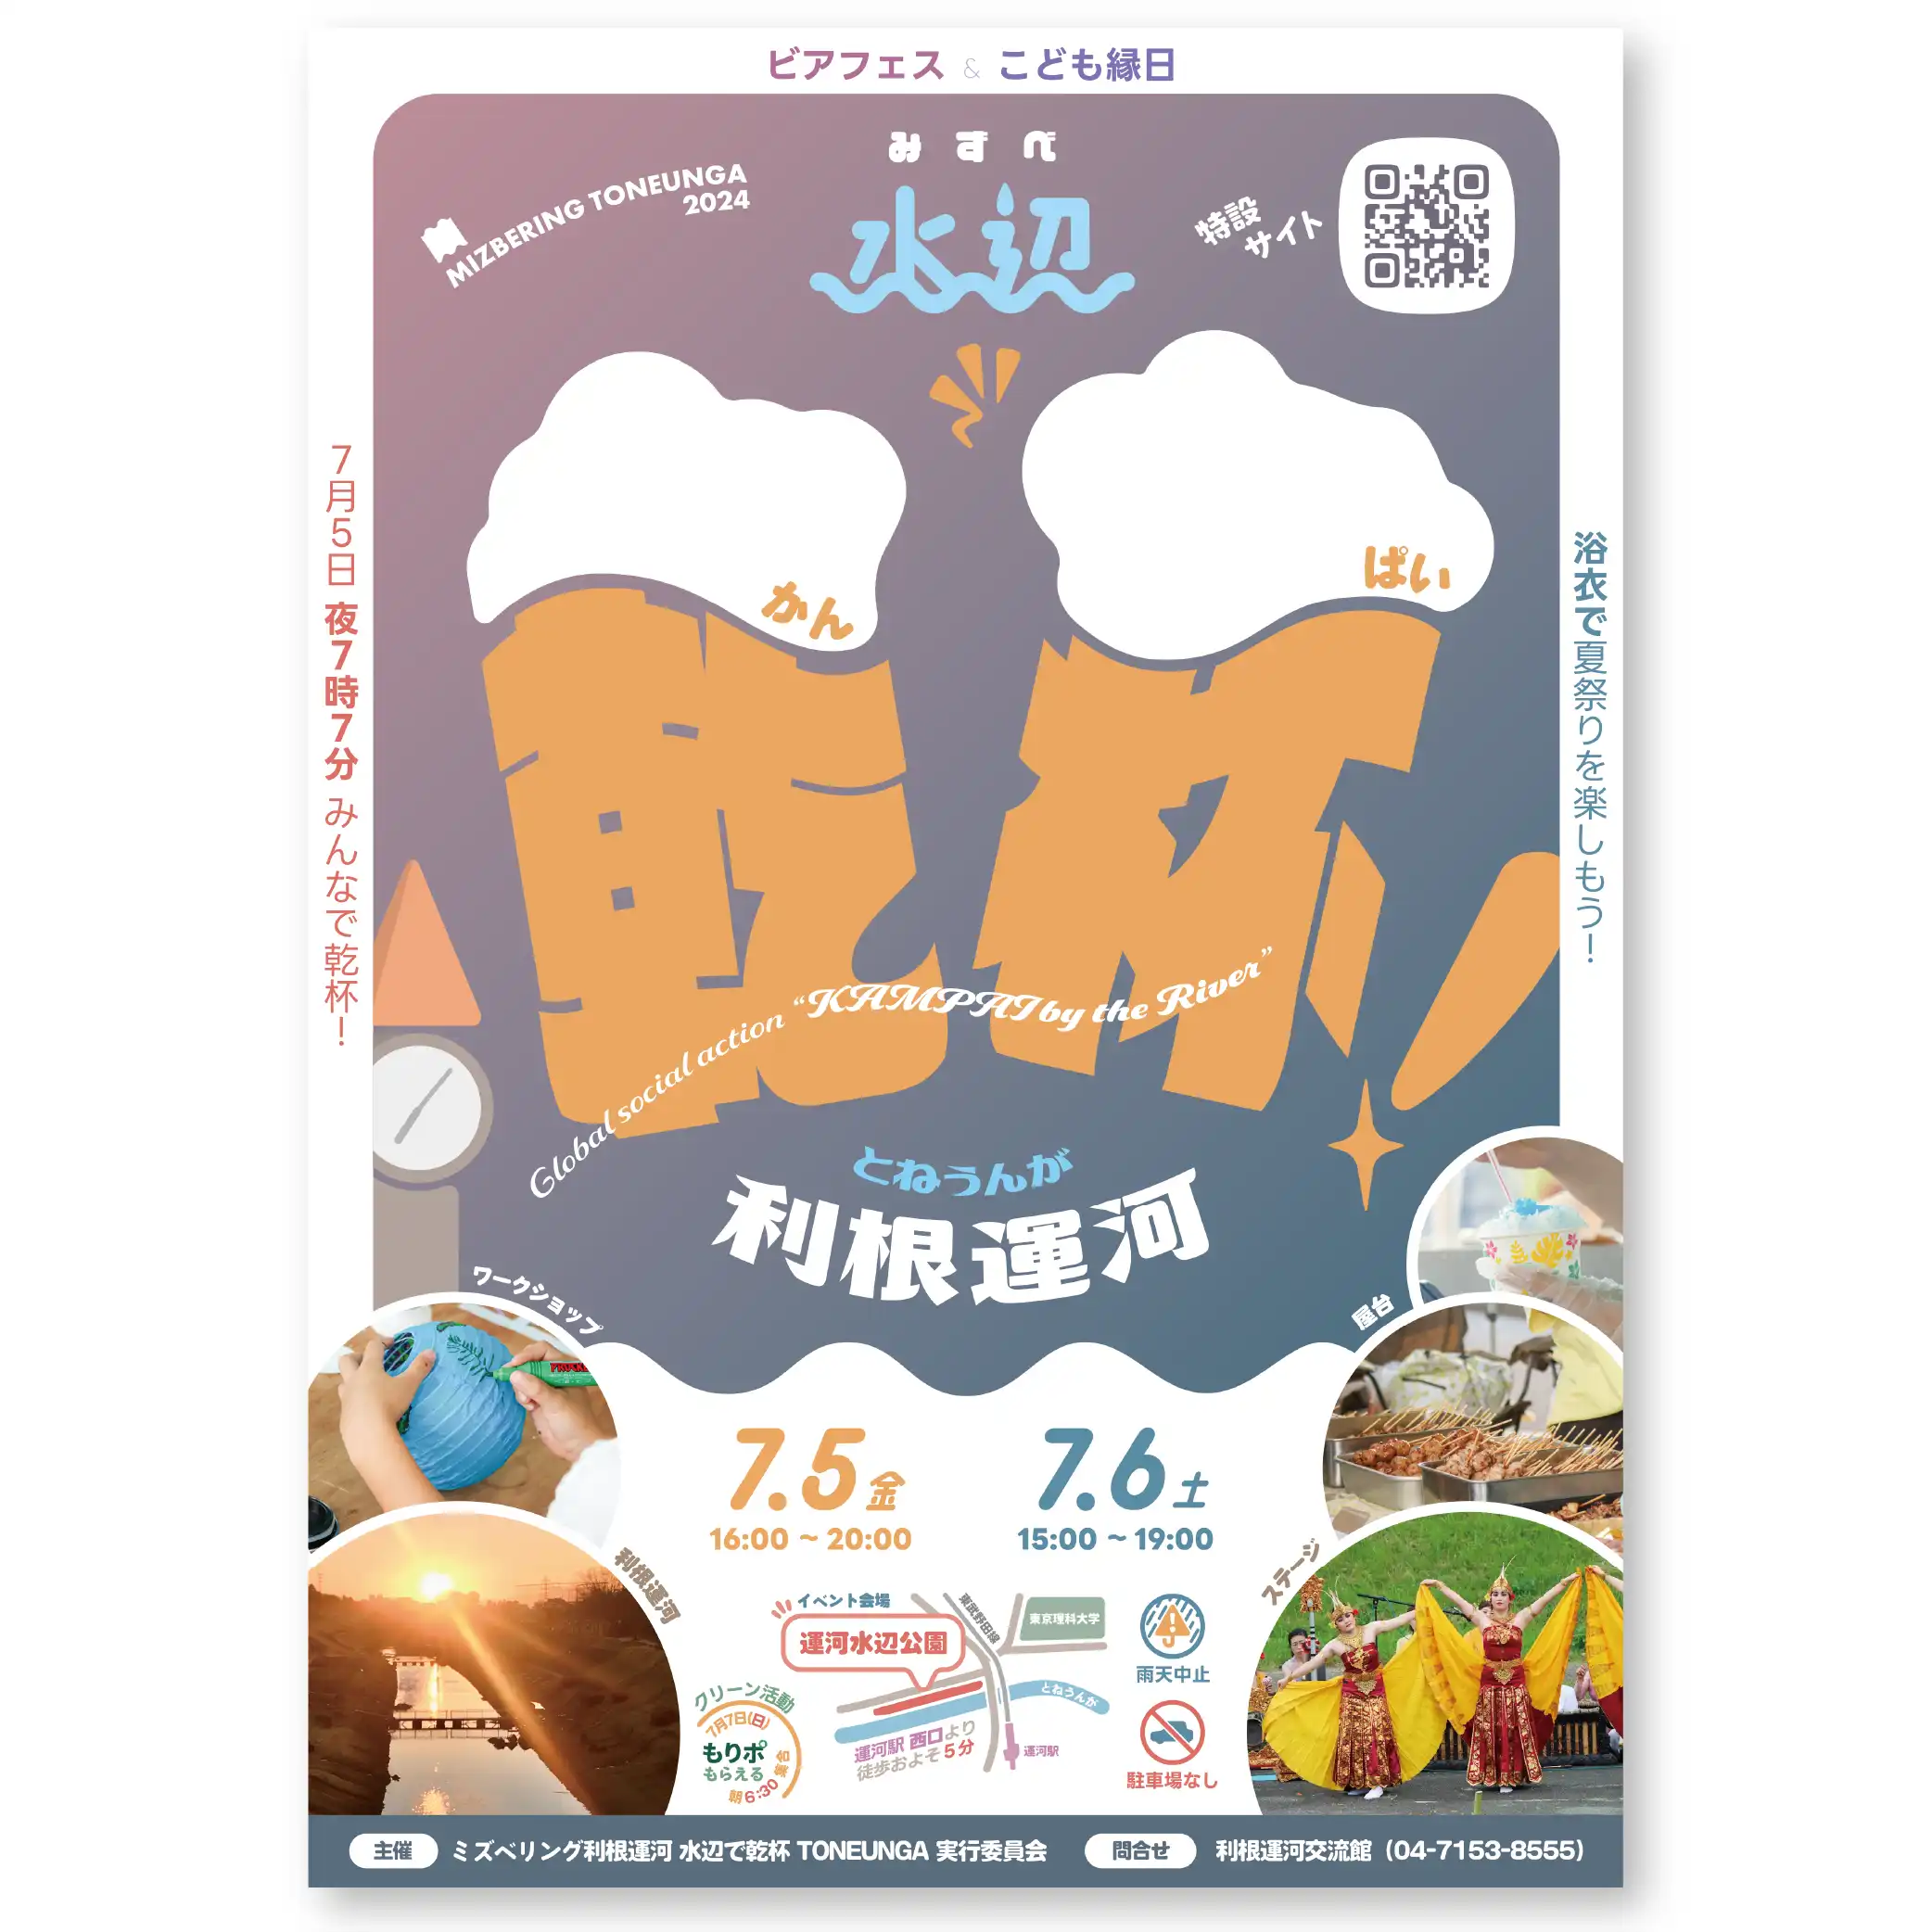 ビアフェス & こども縁日
MIZBERING TONEUNGA
2024
みずべ
水辺
特設
サイト
7月5日 夜7時7分 みんなで乾杯！
浴衣で夏祭りを楽しもう！
かん
ぱい
乾杯！
Global social action “KAMPAI by the River”
とねうんが
利根運河
ワークショップ
屋台
利根運河
ステージ
7.5 金
16:00 ~ 20:00
7.6 土
15:00 ~ 19:00
イベント会場
運河水辺公園
東武野田線
東京理科大学
とねうんが
運河駅 西口より
徒歩およそ5分
運河駅
雨天中止
駐車場なし
グリーン活動
7月7日(日)
もりポ
もらえる
朝6:30 集合
主催 ミズベリング利根運河 水辺で乾杯 TONEUNGA 実行委員会
問合せ 利根運河交流館（04-7153-8555）